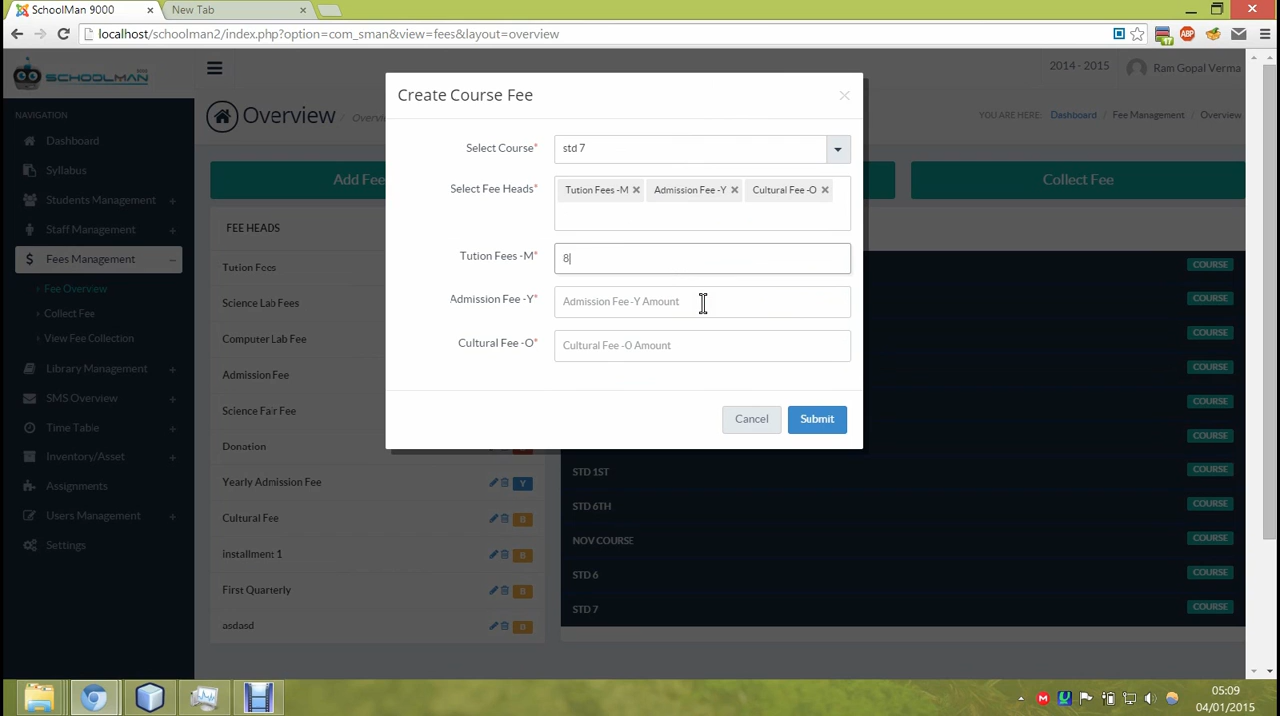 SchoolMan 9000
New Tab
localhost/schoolman2/index.php?option=com_sman&view=fees&layout=overview
17
ABP
SCHOOLMAN
2014 - 2015
Ram Gopal Verma
NAVIGATION
Dashboard
Syllabus
Students Management
Staff Management
Fees Management
Fee Overview
Collect Fee
View Fee Collection
Library Management
SMS Overview
Time Table
Inventory/Asset
Assignments
Users Management
Settings
Overview
YOU ARE HERE: Dashboard / Fee Management / Overview
Add Fee
Collect Fee
FEE HEADS
Tution Fees
Science Lab Fees
Computer Lab Fee
Admission Fee
Science Fair Fee
Donation
Yearly Admission Fee Y
Cultural Fee
installment 1
First Quarterly
asdasd
Create Course Fee
Select Course* std 7
Select Fee Heads* Tution Fees -M Admission Fee -Y Cultural Fee -O
Tution Fees -M* 8
Admission Fee -Y* Admission Fee -Y Amount
Cultural Fee -O* Cultural Fee -O Amount
Cancel Submit
COURSE
COURSE
COURSE
COURSE
COURSE
COURSE
STD 1ST COURSE
STD 6TH COURSE
NOV COURSE COURSE
STD 6 COURSE
STD 7 COURSE
05:09
04/01/2015